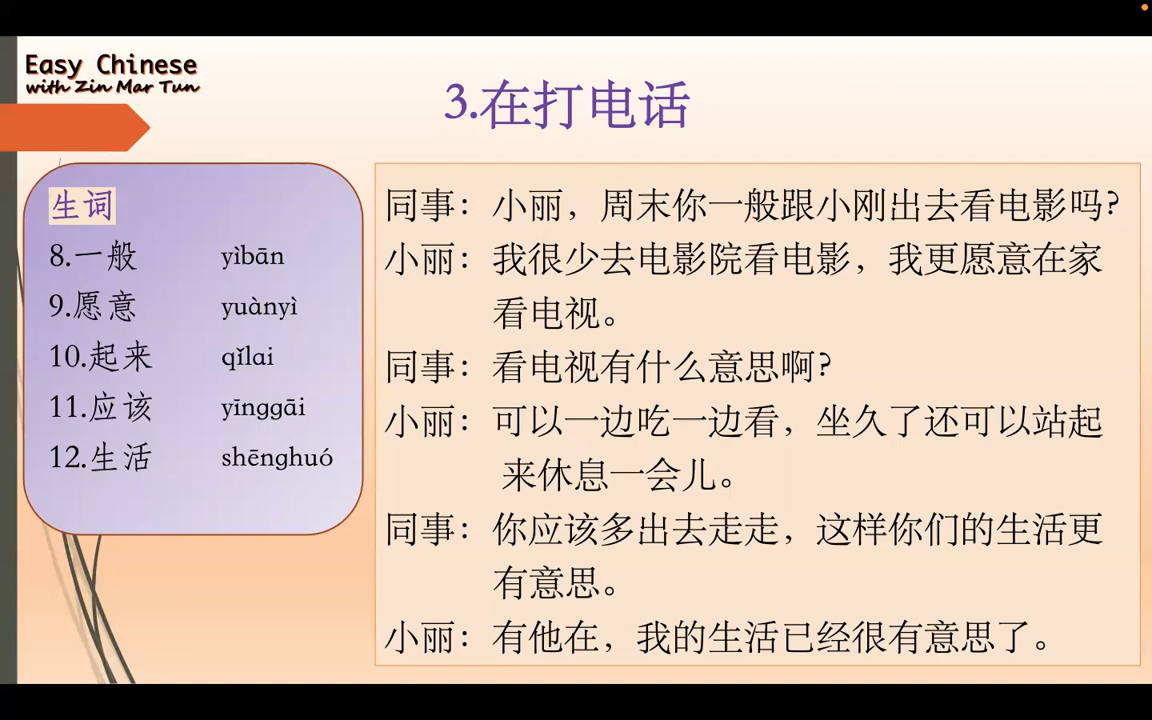 Easy Chinese
with Zin Mar Tun
3.在打电话
生词
8.一般 yìbān
9.愿意 yuànyì
10.起来 qǐlai
11.应该 yīnggāi
12.生活 shēnghuó
同事：小丽，周末你一般跟小刚出去看电影吗?
小丽：我很少去电影院看电影，我更愿意在家
看电视。
同事：看电视有什么意思啊?
小丽：可以一边吃一边看，坐久了还可以站起
来休息一会儿。
同事：你应该多出去走走，这样你们的生活更
有意思。
小丽：有他在，我的生活已经很有意思了。